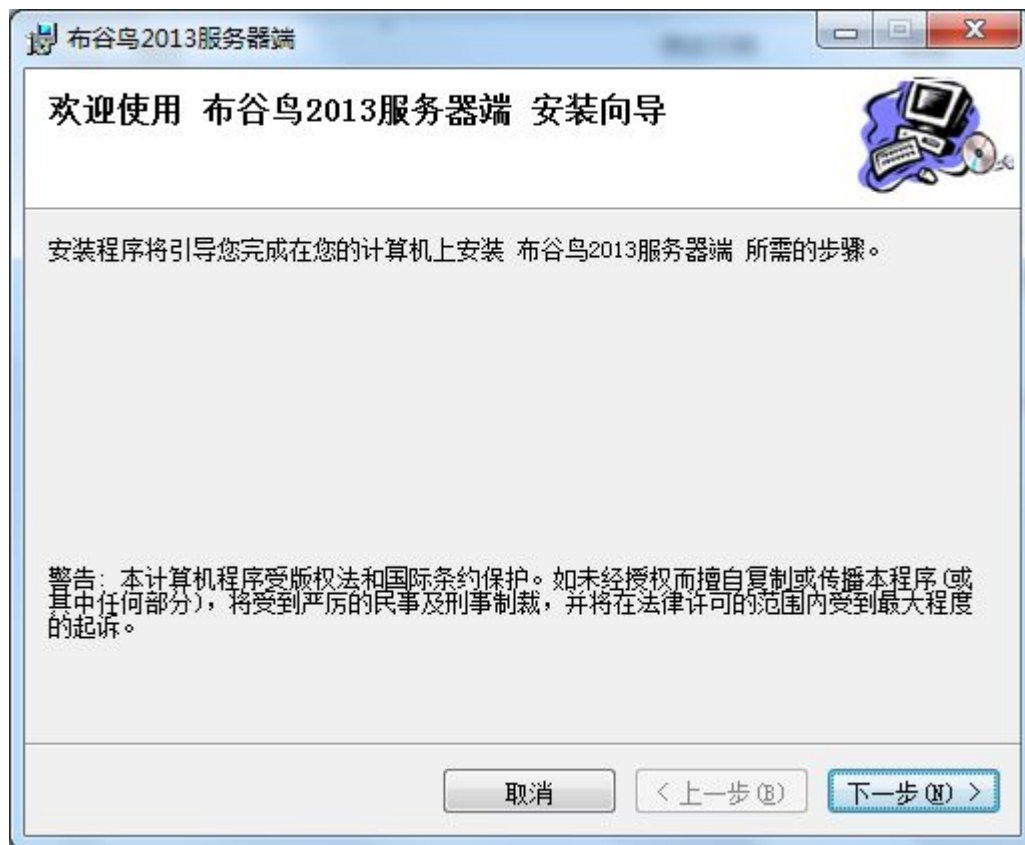 布谷鸟2013服务器端
欢迎使用 布谷鸟2013服务器端 安装向导
安装程序将引导您完成在您的计算机上安装 布谷鸟2013服务器端 所需的步骤。
警告: 本计算机程序受版权法和国际条约保护。如未经授权而擅自复制或传播本程序(或
其中任何部分), 将受到严厉的民事及刑事制裁, 并将在法律许可的范围内受到最大程度
的起诉。
取消
<上一步(B)
下一步(N) >